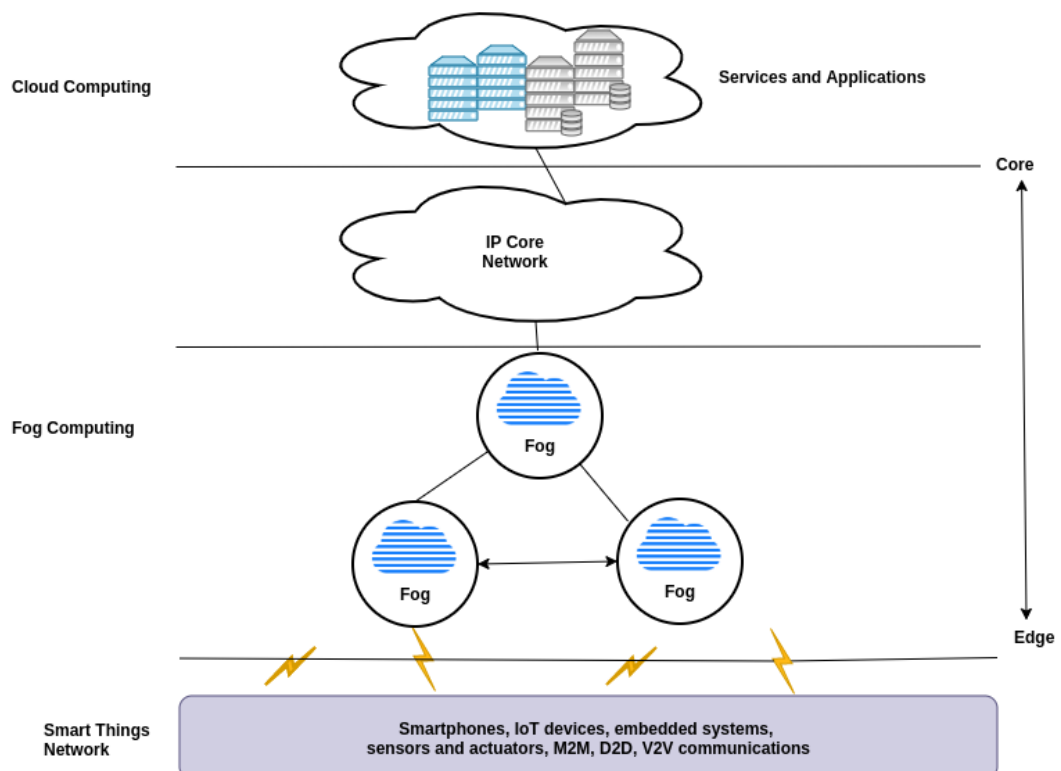 Cloud Computing
Services and Applications
Core
IP Core
Network
Fog Computing
Fog
Fog
Fog
Edge
Smart Things
Network
Smartphones, IoT devices, embedded systems,
sensors and actuators, M2M, D2D, V2V communications